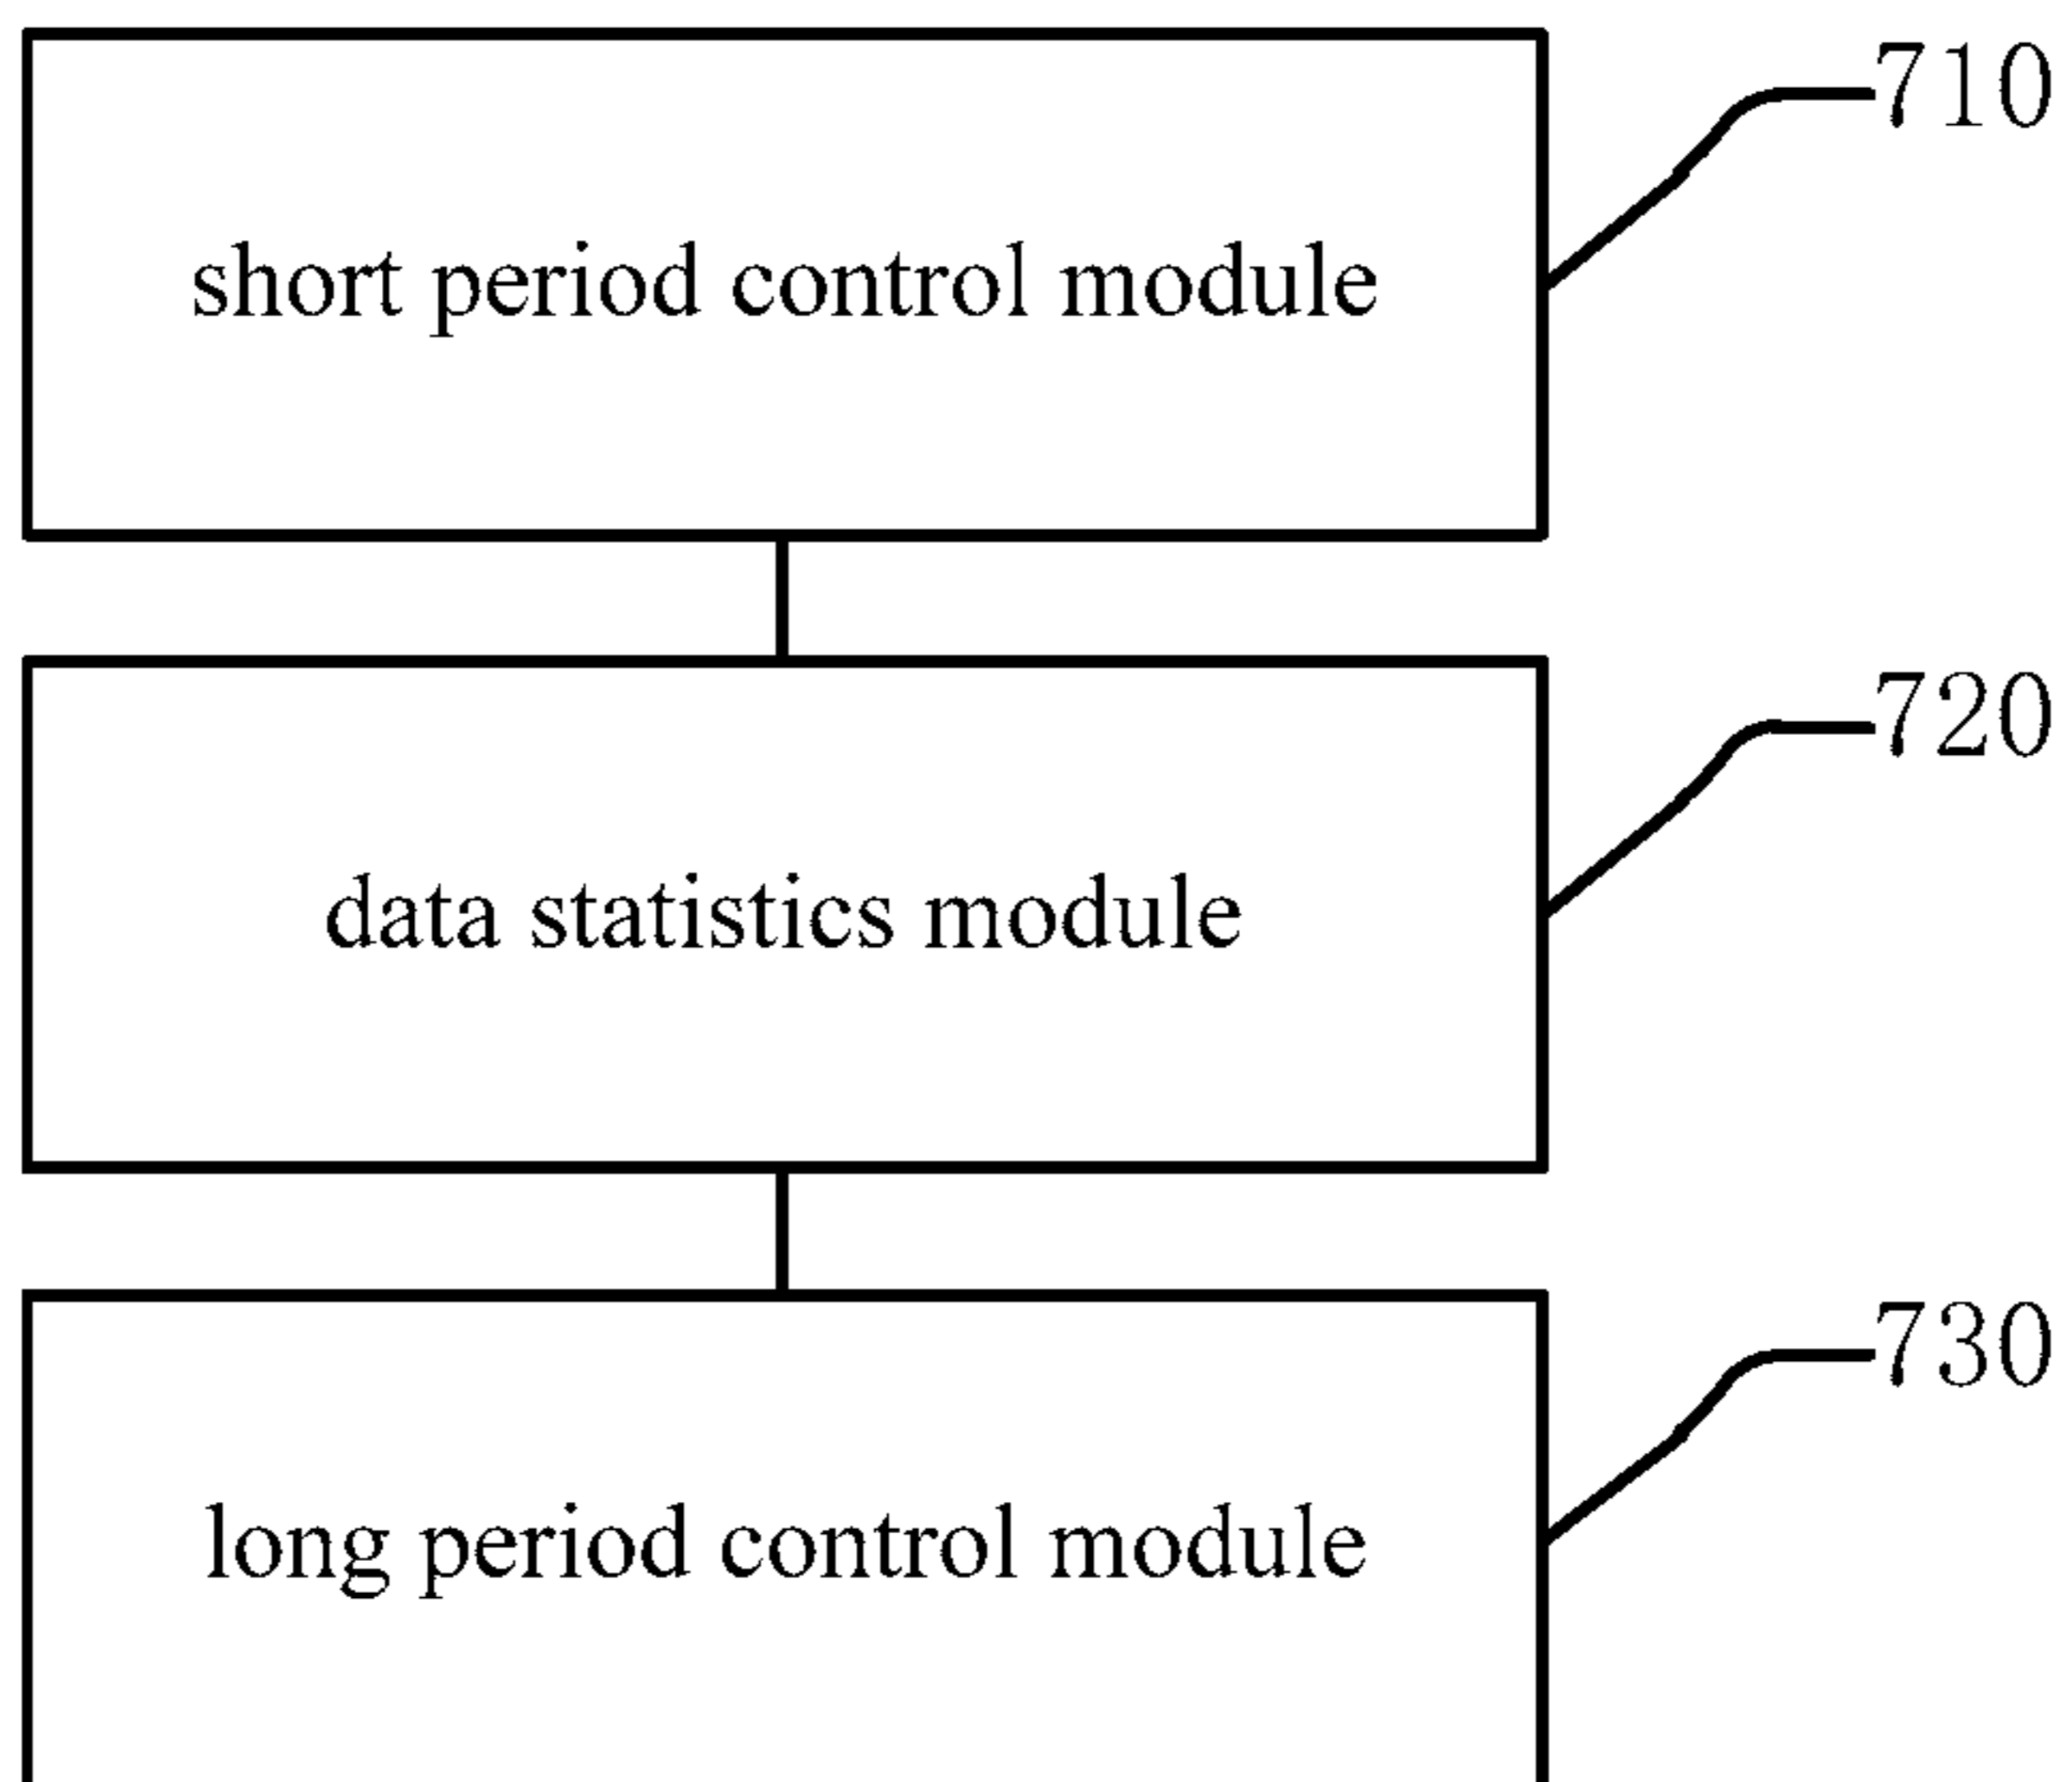 710
short period control module
720
data statistics module
730
long period control module